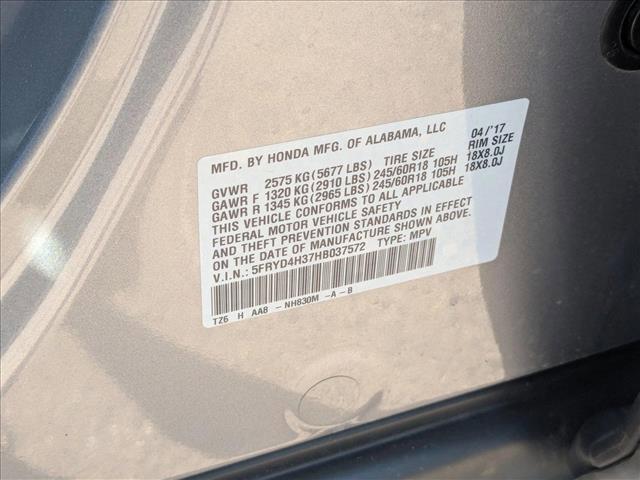 MFD. BY HONDA MFG. OF ALABAMA, LLC 04/'17
GVWR 2575 KG(5677 LBS) TIRE SIZE RIM SIZE
GAWR F 1320 KG(2910 LBS)245/60R18 105H 18X8.0J
GAWR R 1345 KG(2965 LBS)245/60R18 105H 18X8.0J
THIS VEHICLE CONFORMS TO ALL APPLICABLE
FEDERAL MOTOR VEHICLE SAFETY
AND THEFT PREVENTION STANDARDS IN EFFECT
ON THE DATE OF MANUFACTURE SHOWN ABOVE.
V.I.N.: 5FRYD4H37HB037572 TYPE: MPV
TZ6 H AA8 - NH830M -A-B